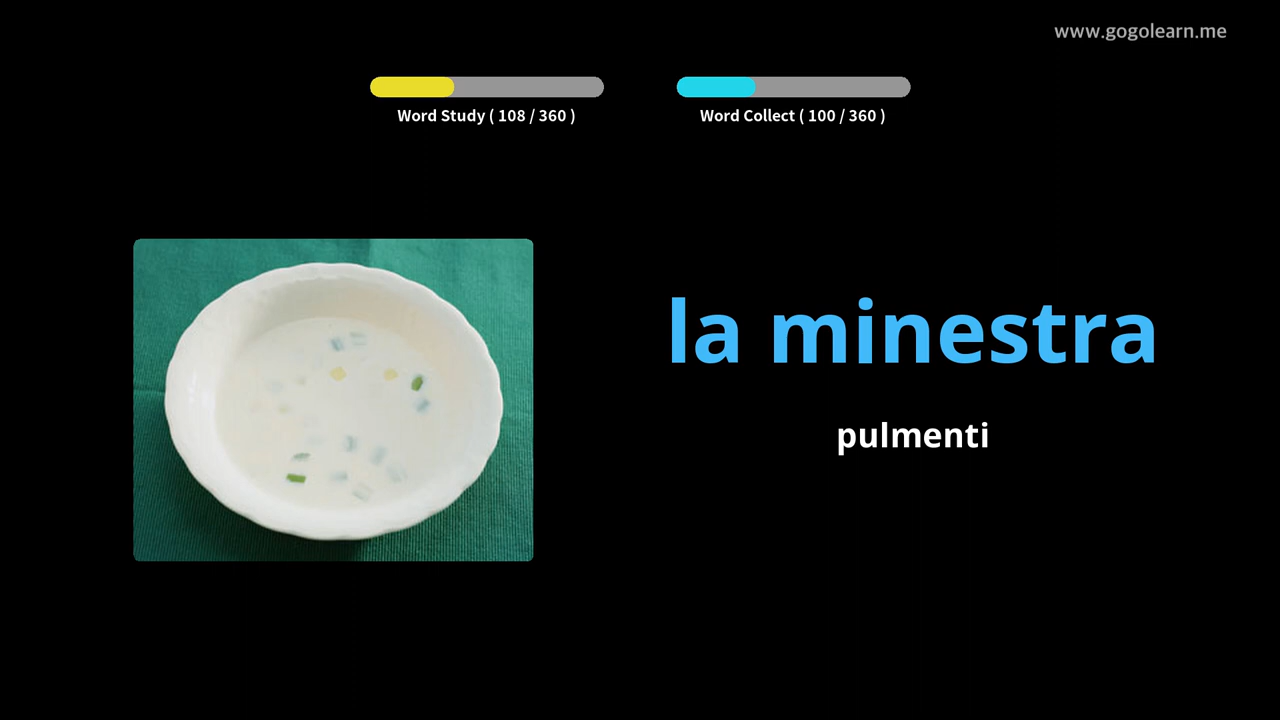 www.gogolearn.me
Word Study ( 108 / 360 )
Word Collect ( 100 / 360 )
la minestra
pulmenti